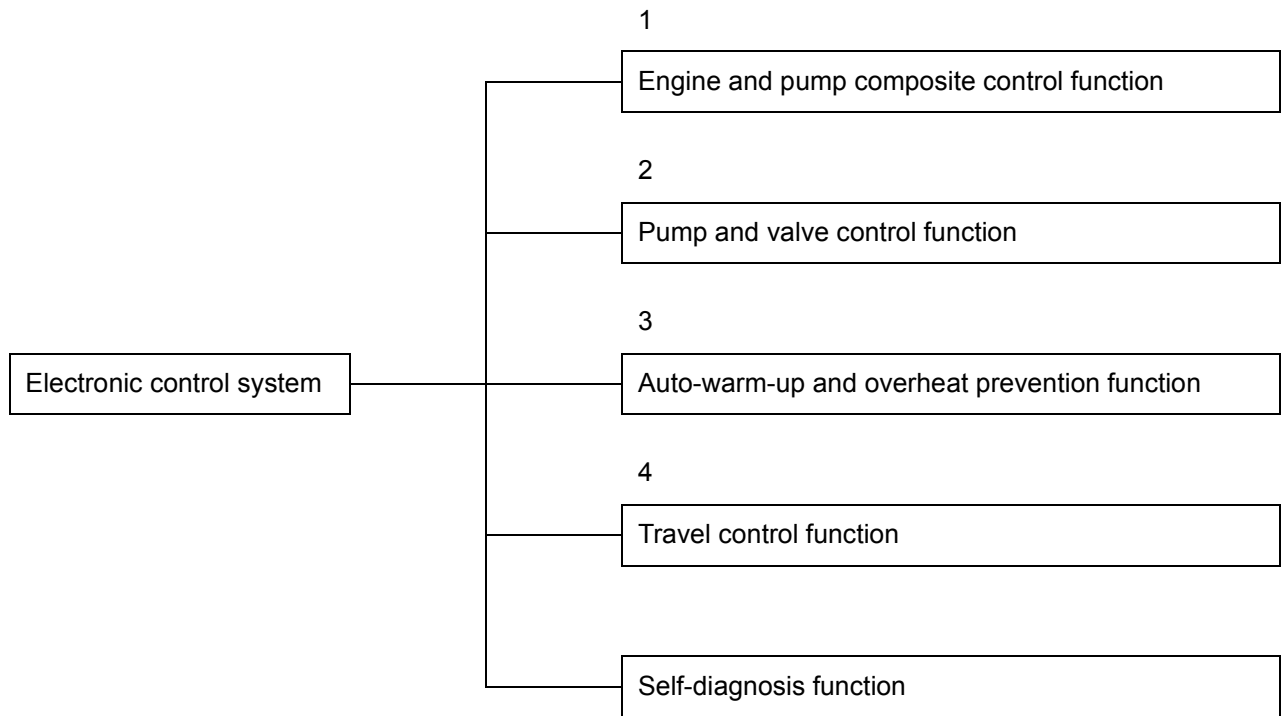 1
Engine and pump composite control function
2
Pump and valve control function
3
Electronic control system
Auto-warm-up and overheat prevention function
4
Travel control function
Self-diagnosis function